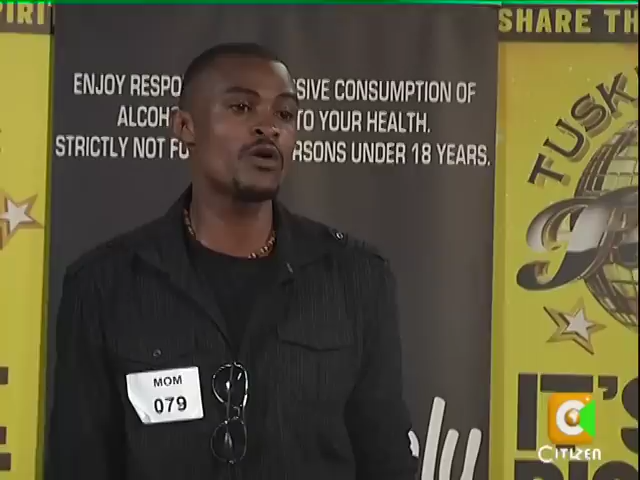 SHARE TH
ENJOY RESPO SIVE CONSUMPTION OF
ALCOH TO YOUR HEALTH.
STRICTLY NOT FO RSONS UNDER 18 YEARS.
TUSK
MOM
079
IT'S
CITIZEN